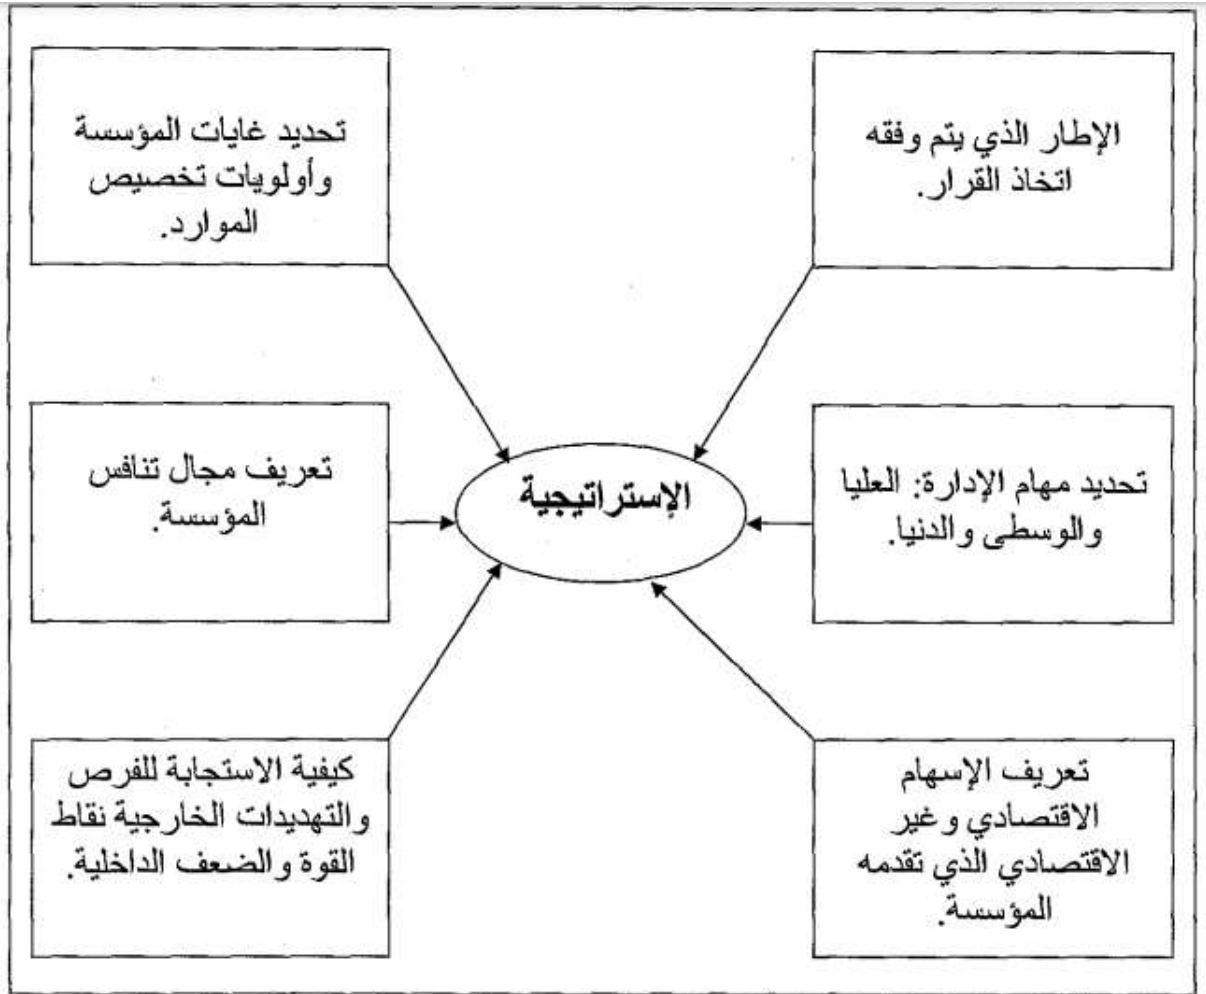 الإطار الذي يتم وفقه
اتخاذ القرار.
تحديد غايات المؤسسة
وأولويات تخصيص
الموارد.
تحديد مهام الإدارة: العليا
والوسطى والدنيا.
الإستراتيجية
تعريف مجال تنافس
المؤسسة.
تعريف الإسهام
الاقتصادي وغير
الاقتصادي الذي تقدمه
المؤسسة.
كيفية الاستجابة للفرص
والتهديدات الخارجية نقاط
القوة والضعف الداخلية.